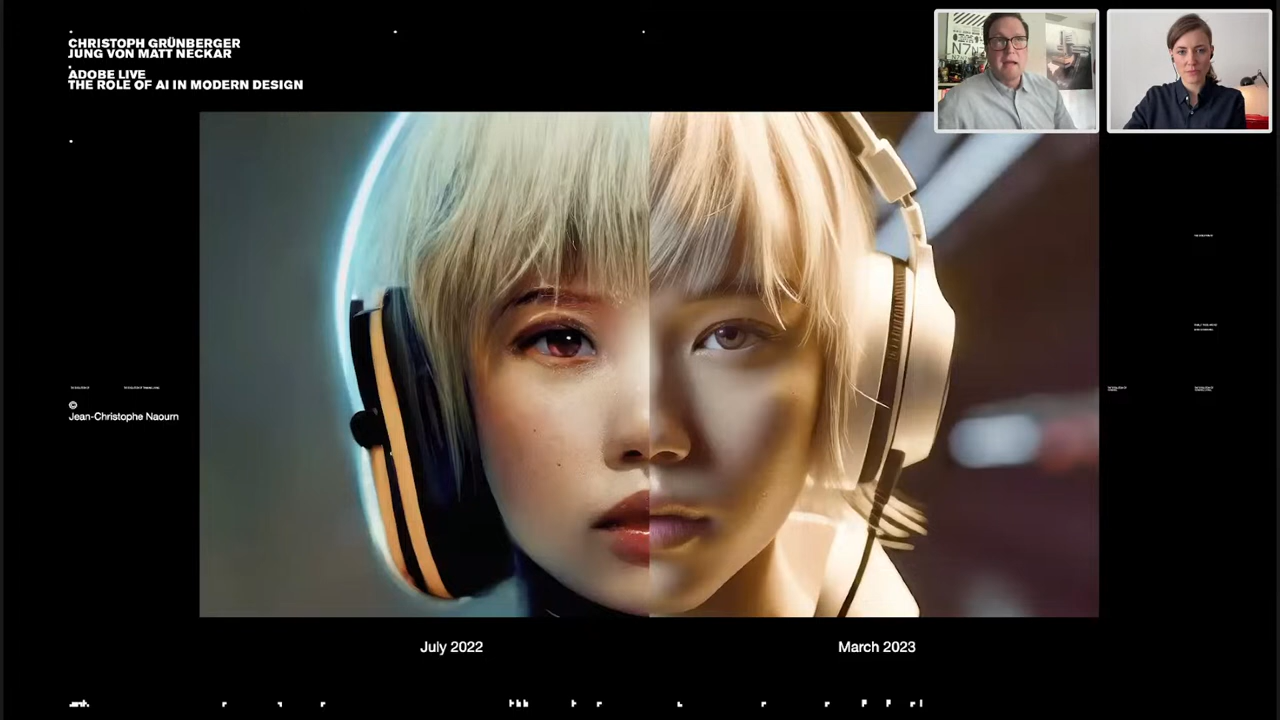 CHRISTOPH GRÜNBERGER
JUNG VON MATT NECKAR
ADOBE LIVE
THE ROLE OF AI IN MODERN DESIGN
©
Jean-Christophe Naourn
July 2022
March 2023